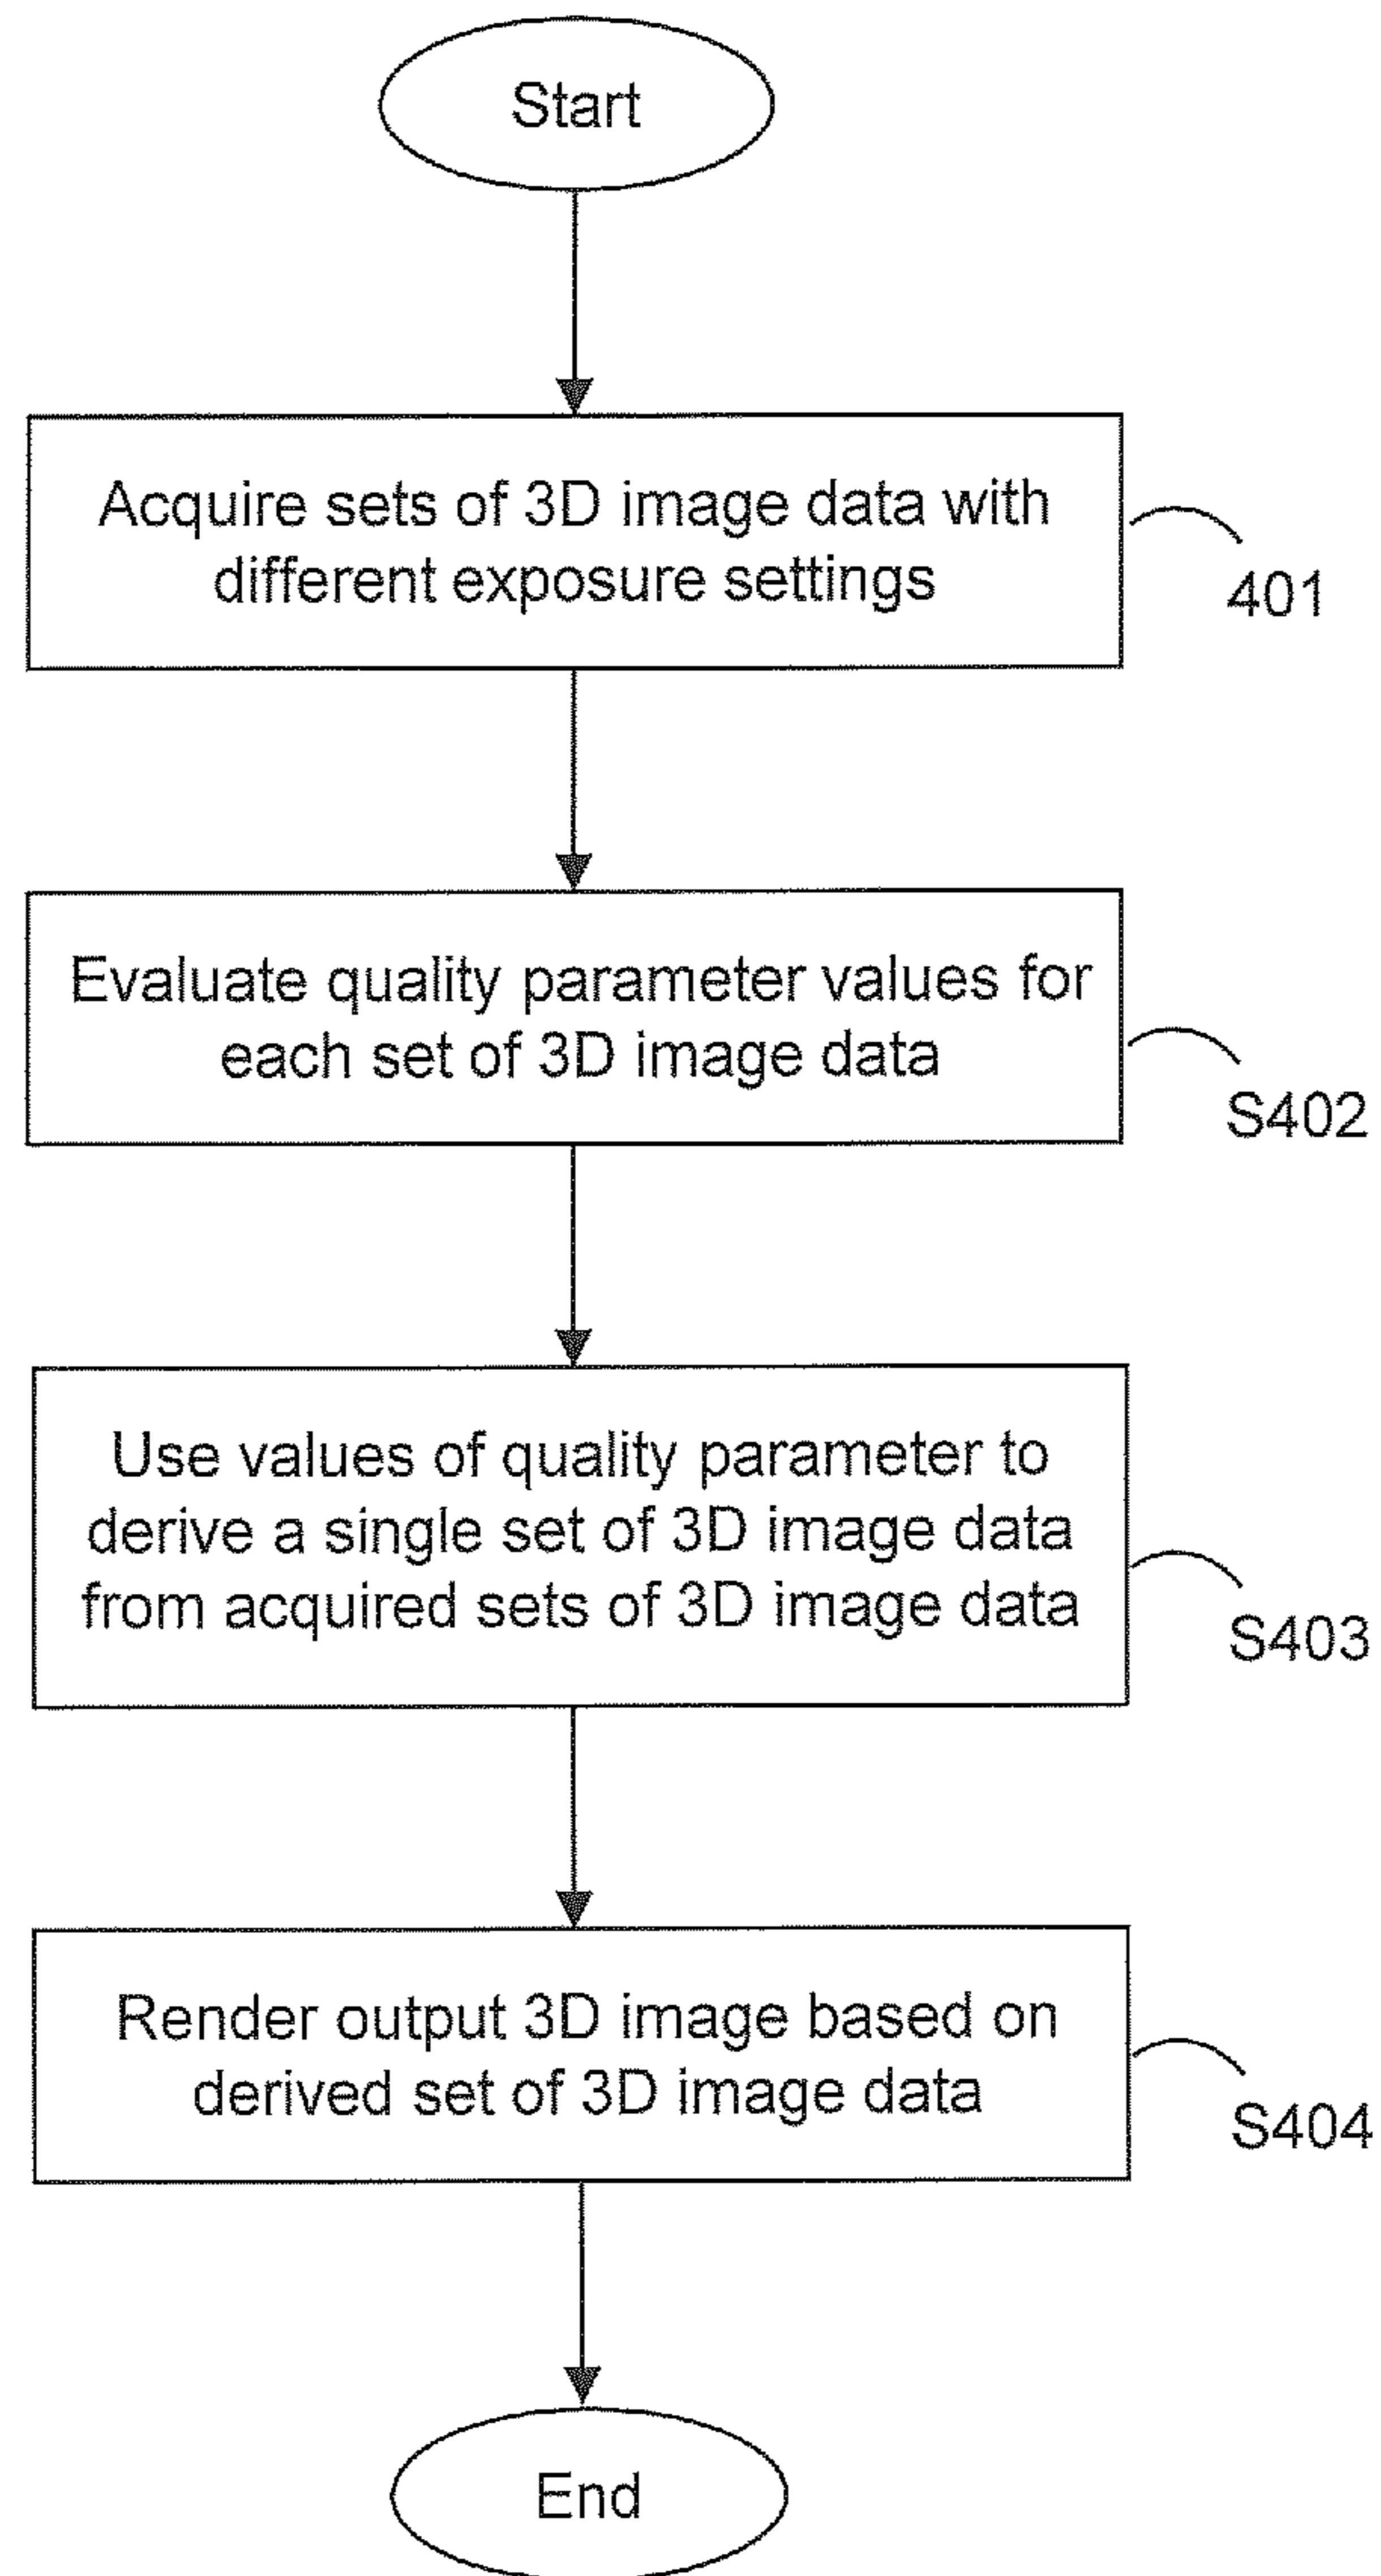 Start
Acquire sets of 3D image data with
different exposure settings
401
Evaluate quality parameter values for
each set of 3D image data
S402
Use values of quality parameter to
derive a single set of 3D image data
from acquired sets of 3D image data
S403
Render output 3D image based on
derived set of 3D image data
S404
End